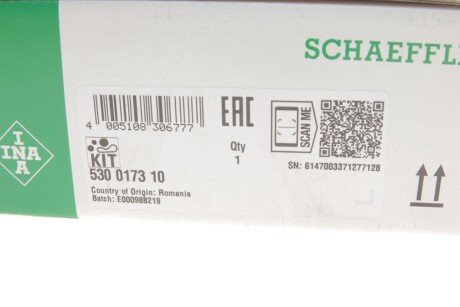 SCHAEFFL
INA
INA
EAC
SCAN ME
4 005108 306777
KIT
Qty
1
530 0173 10
SN: 6147003371277128
Country of Origin: Romania
Batch: E000988219